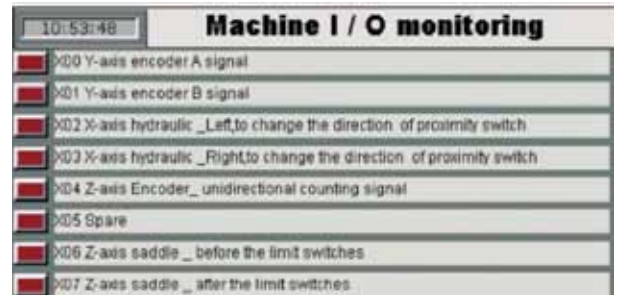 10:53:48
Machine I / O monitoring
X00 Y-axis encoder A signal
X01 Y-axis encoder B signal
X02 X-axis hydraulic _Left,to change the direction of proximity switch
X03 X-axis hydraulic _Right,to change the direction of proximity switch
X04 Z-axis Encoder_ unidirectional counting signal
X05 Spare
X06 Z-axis saddle _ before the limit switches
X07 Z-axis saddle _ after the limit switches